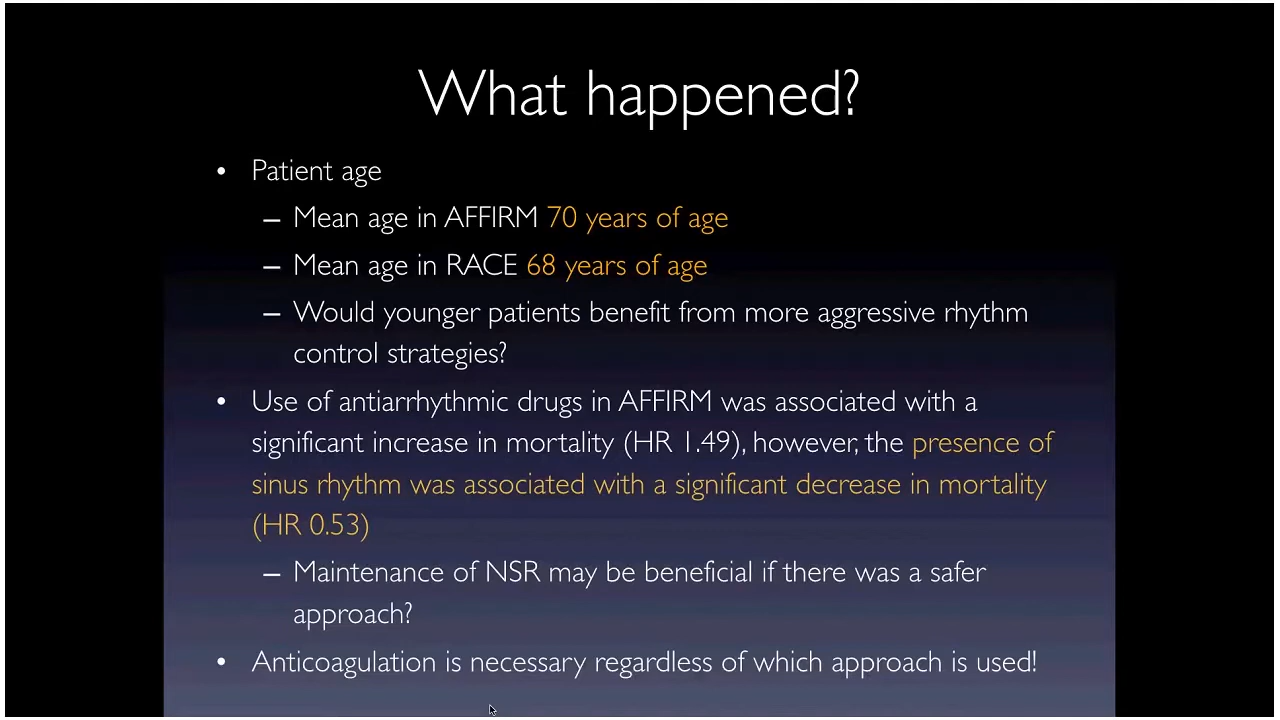 What happened?
• Patient age
– Mean age in AFFIRM 70 years of age
– Mean age in RACE 68 years of age
– Would younger patients benefit from more aggressive rhythm
control strategies?
• Use of antiarrhythmic drugs in AFFIRM was associated with a
significant increase in mortality (HR 1.49), however, the presence of
sinus rhythm was associated with a significant decrease in mortality
(HR 0.53)
– Maintenance of NSR may be beneficial if there was a safer
approach?
• Anticoagulation is necessary regardless of which approach is used!